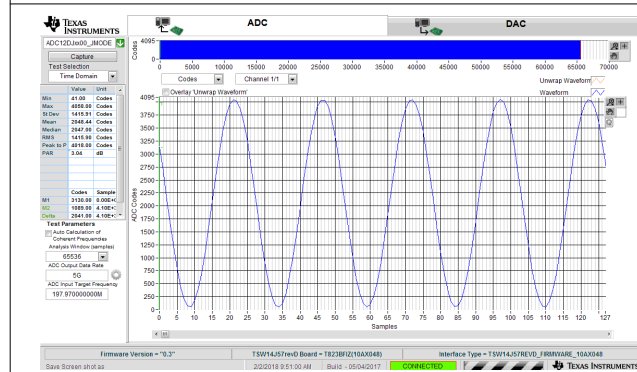 TEXAS INSTRUMENTS
ADC
DAC
ADC12DJxx00_JMODE
Capture
Test Selection
Time Domain
Value Unit
Min 41.00 Codes
Max 4058.00 Codes
St Dev 1415.91 Codes
Mean 2048.44 Codes
Median 2047.00 Codes
RMS 1415.90 Codes
Peak to P 4018.00 Codes
PAR 3.04 dB
Codes Sample
M1 3130.00 0.00E+
M2 1089.00 4.10E+
Delta 2041.00 4.10E+
Test Parameters
Auto Calculation of
Coherent Frequencies
Analysis Window (samples)
65536
ADC Output Data Rate
5G
ADC Input Target Frequency
197.970000000M
Codes
4095
0
0 5000 10000 15000 20000 25000 30000 35000 40000 45000 50000 55000 60000 65000 70000
Codes
Channel 1/1
Unwrap Waveform
Overlay 'Unwrap Waveform'
Waveform
ADC Codes
4095
3750
3500
3250
3000
2750
2500
2250
2000
1750
1500
1250
1000
750
500
250
0
0 5 10 15 20 25 30 35 40 45 50 55 60 65 70 75 80 85 90 95 100 105 110 115 127
Samples
Firmware Version = "0.3"
TSW14J57revD Board = T823BFIZ(10AX048)
Interface Type = TSW14J57REVD_FIRMWARE_10AX048
Save Screen shot as
2/2/2018 9:51:00 AM
Build - 05/04/2017
CONNECTED
TEXAS INSTRUMENTS